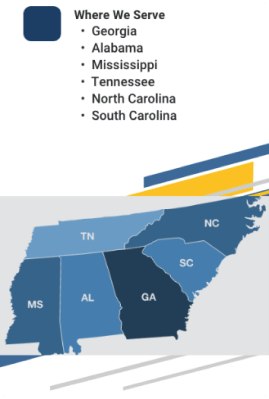 Where We Serve
• Georgia
• Alabama
• Mississippi
• Tennessee
• North Carolina
• South Carolina
TN
NC
SC
MS
AL
GA